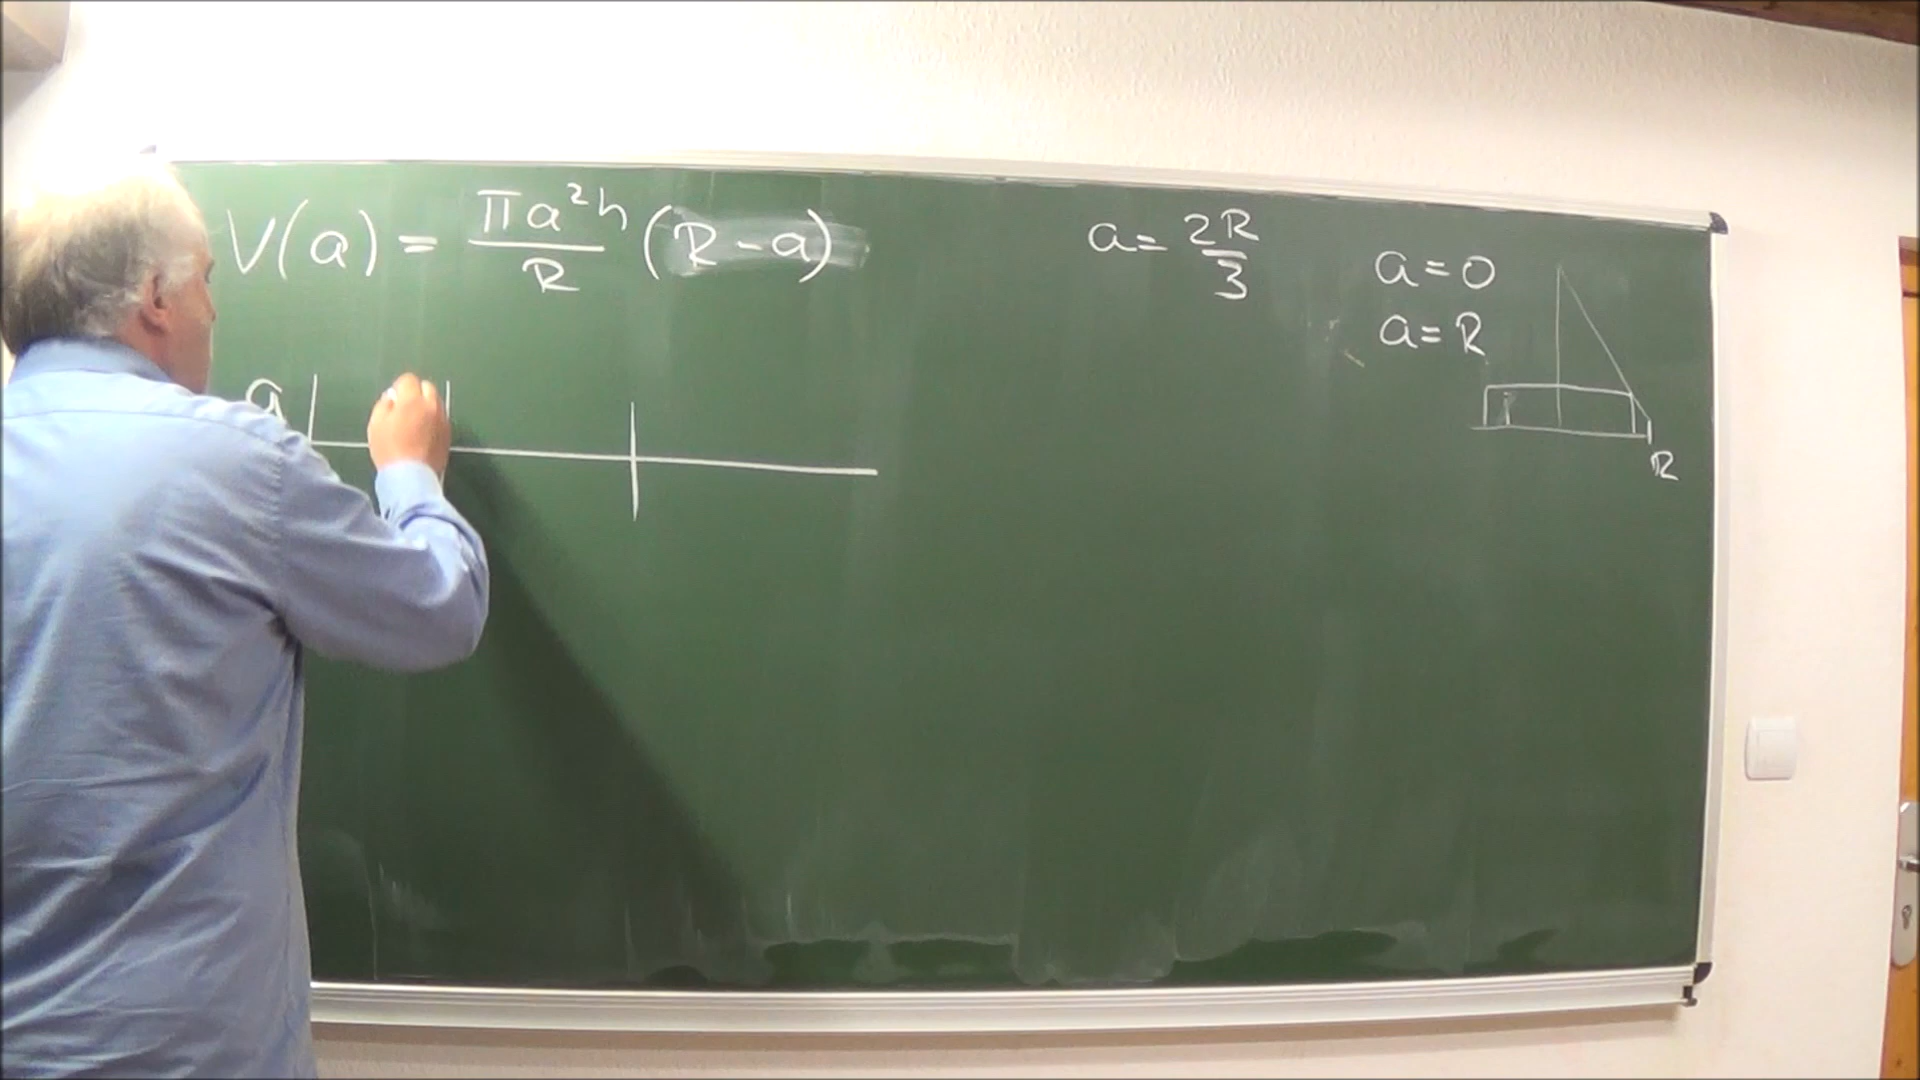 V(a) = πa²h/R (R-a)
a = 2R/3
a = 0
a = R
a
R